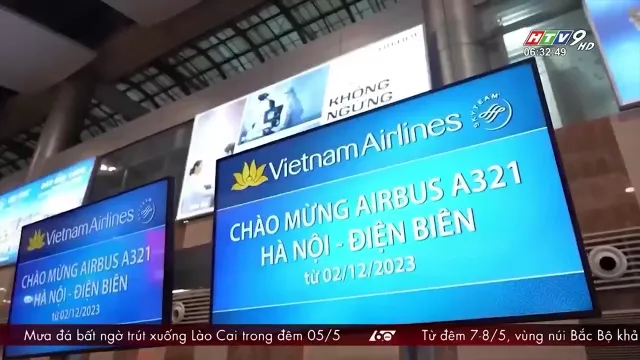 HTV9 HD
06:32:49
KHÔNG
NGỪNG
Vietnam Airlines
SKYTEAM
CHÀO MỪNG AIRBUS A321
HÀ NỘI - ĐIỆN BIÊN
từ 02/12/2023
Vietnam Airlines
CHÀO MỪNG AIRBUS A321
HÀ NỘI - ĐIỆN BIÊN
từ 02/12/2023
Mưa đá bất ngờ trút xuống Lào Cai trong đêm 05/5
60
Từ đêm 7-8/5, vùng núi Bắc Bộ khả